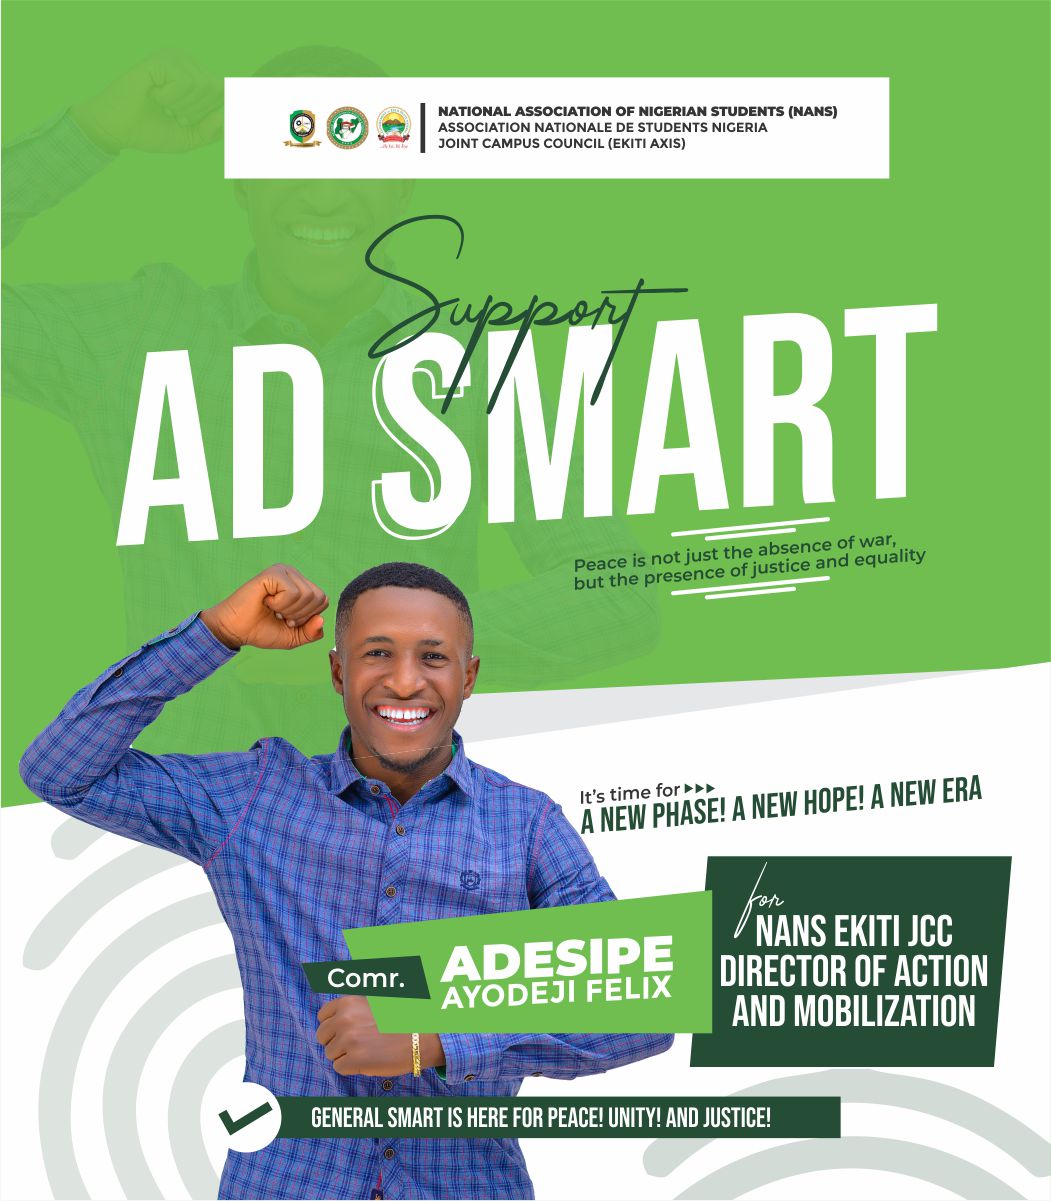 NATIONAL ASSOCIATION OF NIGERIAN STUDENTS (NANS)
ASSOCIATION NATIONALE DE STUDENTS NIGERIA
JOINT CAMPUS COUNCIL (EKITI AXIS)
Support
AD SMART
Peace is not just the absence of war,
but the presence of justice and equality
It's time for
A NEW PHASE! A NEW HOPE! A NEW ERA
for
NANS EKITI JCC
DIRECTOR OF ACTION
AND MOBILIZATION
Comr.
ADESIPE
AYODEJI FELIX
GENERAL SMART IS HERE FOR PEACE! UNITY! AND JUSTICE!